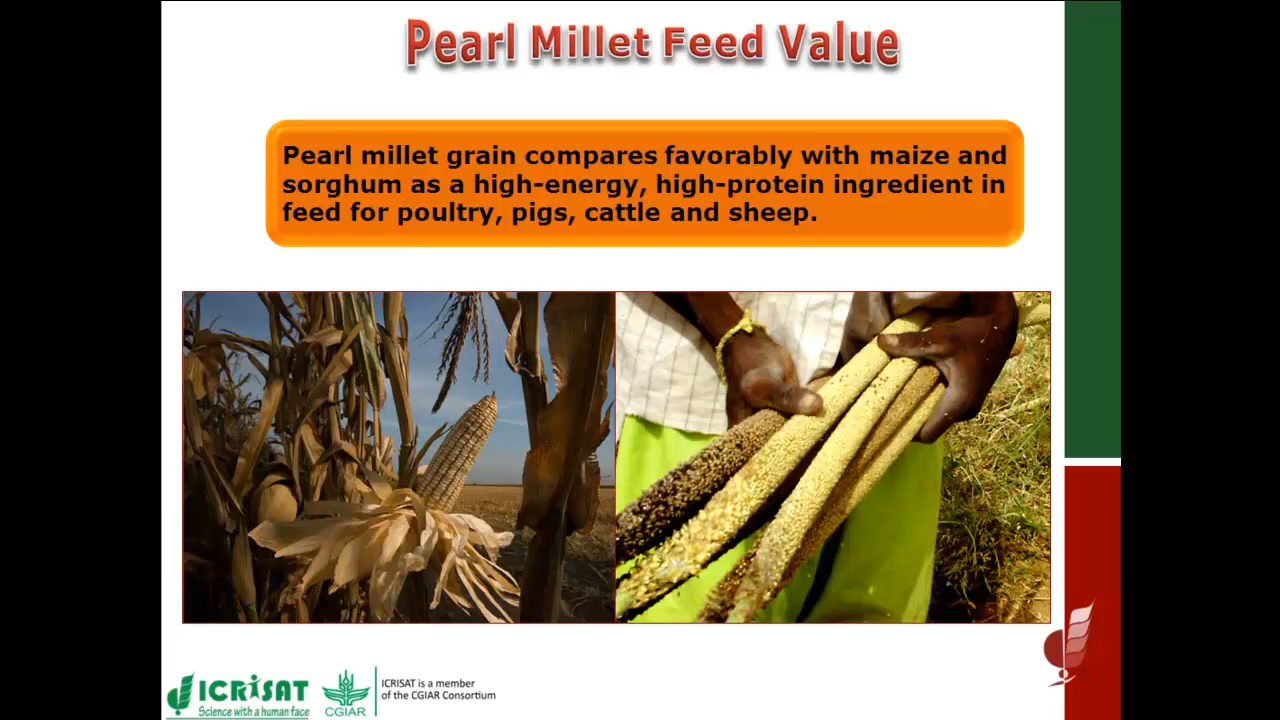 Pearl Millet Feed Value
Pearl millet grain compares favorably with maize and
sorghum as a high-energy, high-protein ingredient in
feed for poultry, pigs, cattle and sheep.
ICRISAT
Science with a human face
CGIAR
ICRISAT is a member
of the CGIAR Consortium